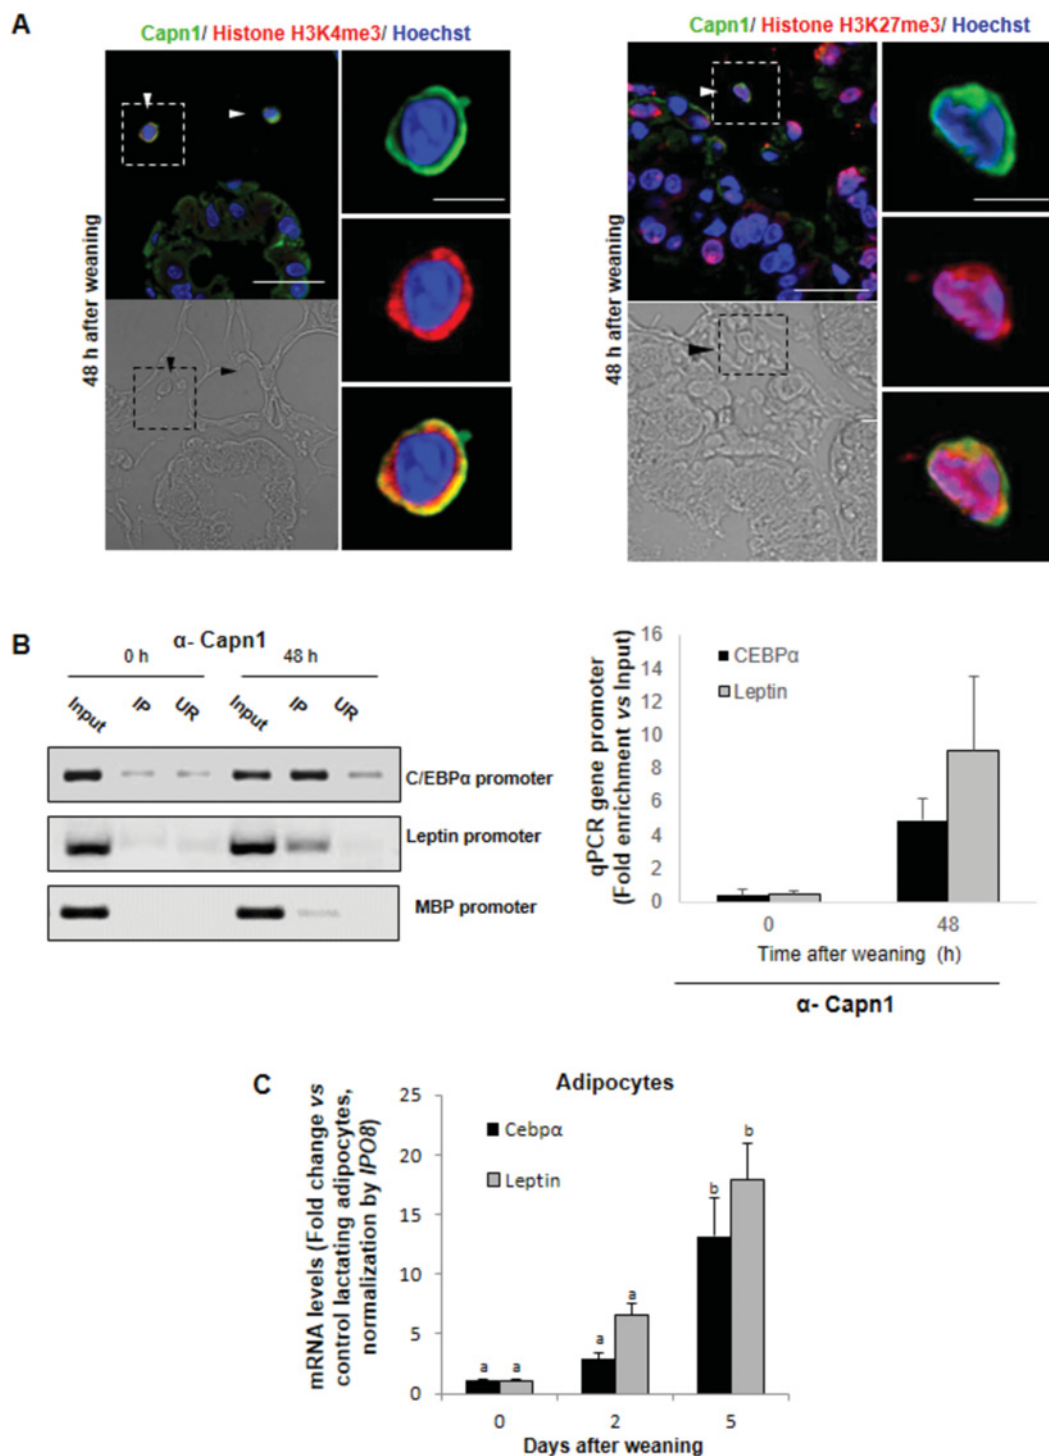 A
Capn1/ Histone H3K4me3/ Hoechst
Capn1/ Histone H3K27me3/ Hoechst
48 h after weaning
48 h after weaning
B
α- Capn1
0 h
48 h
Input
IP
UR
Input
IP
UR
C/EBPα promoter
Leptin promoter
MBP promoter
qPCR gene promoter
(Fold enrichment vs Input)
16
14
12
10
8
6
4
2
0
CEBPα
Leptin
0
48
Time after weaning (h)
α- Capn1
C
Adipocytes
mRNA levels (Fold change vs
control lactating adipocytes,
normalization by IPO8)
25
20
15
10
5
0
Cebpα
Leptin
a
a
a
a
b
b
0
2
5
Days after weaning